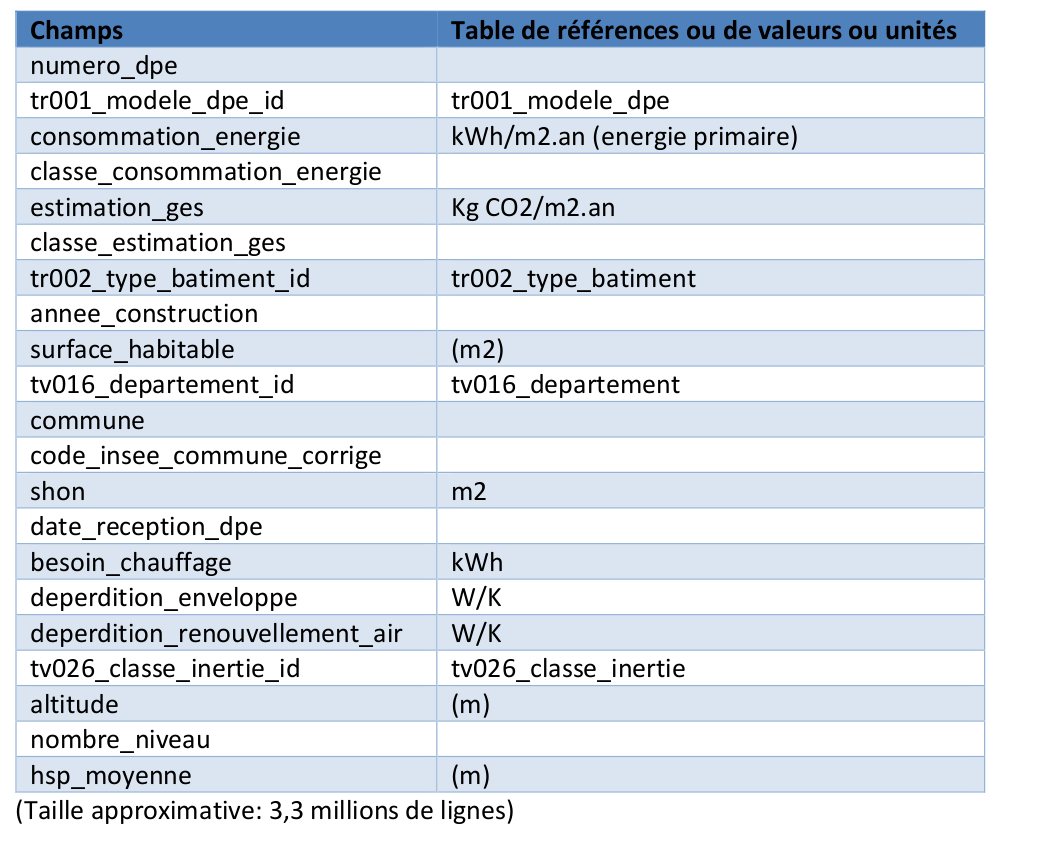 Champs Table de références ou de valeurs ou unités
numero_dpe
tr001_modele_dpe_id tr001_modele_dpe
consommation_energie kWh/m2.an (energie primaire)
classe_consommation_energie
estimation_ges Kg CO2/m2.an
classe_estimation_ges
tr002_type_batiment_id tr002_type_batiment
annee_construction
surface_habitable (m2)
tv016_departement_id tv016_departement
commune
code_insee_commune_corrige
shon m2
date_reception_dpe
besoin_chauffage kWh
deperdition_enveloppe W/K
deperdition_renouvellement_air W/K
tv026_classe_inertie_id tv026_classe_inertie
altitude (m)
nombre_niveau
hsp_moyenne (m)
(Taille approximative: 3,3 millions de lignes)